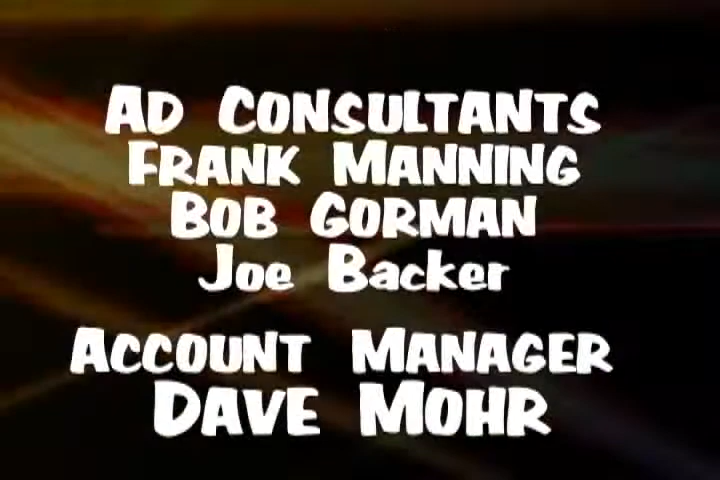 AD CONSULTANTS
FRANK MANNING
BOB GORMAN
Joe Backer
ACCOUNT MANAGER
DAVE MOHR